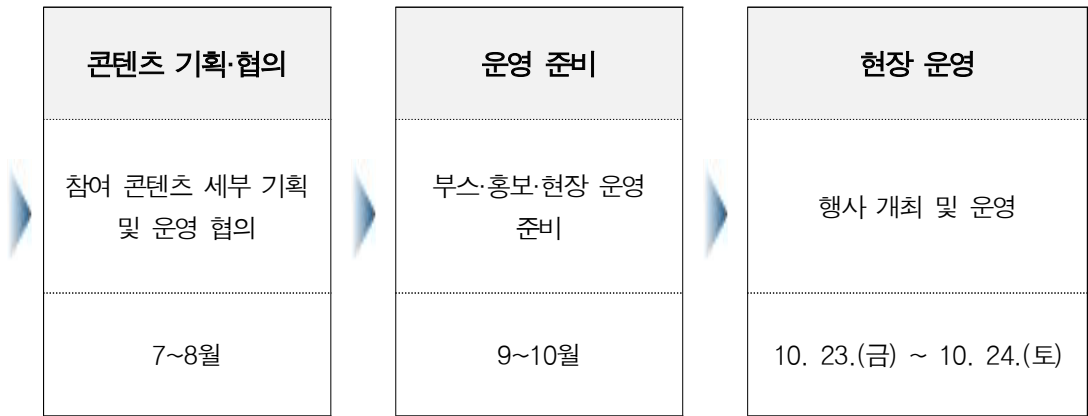 콘텐츠 기획·협의
참여 콘텐츠 세부 기획
및 운영 협의
7~8월
운영 준비
부스·홍보·현장 운영
준비
9~10월
현장 운영
행사 개최 및 운영
10. 23.(금) ~ 10. 24.(토)